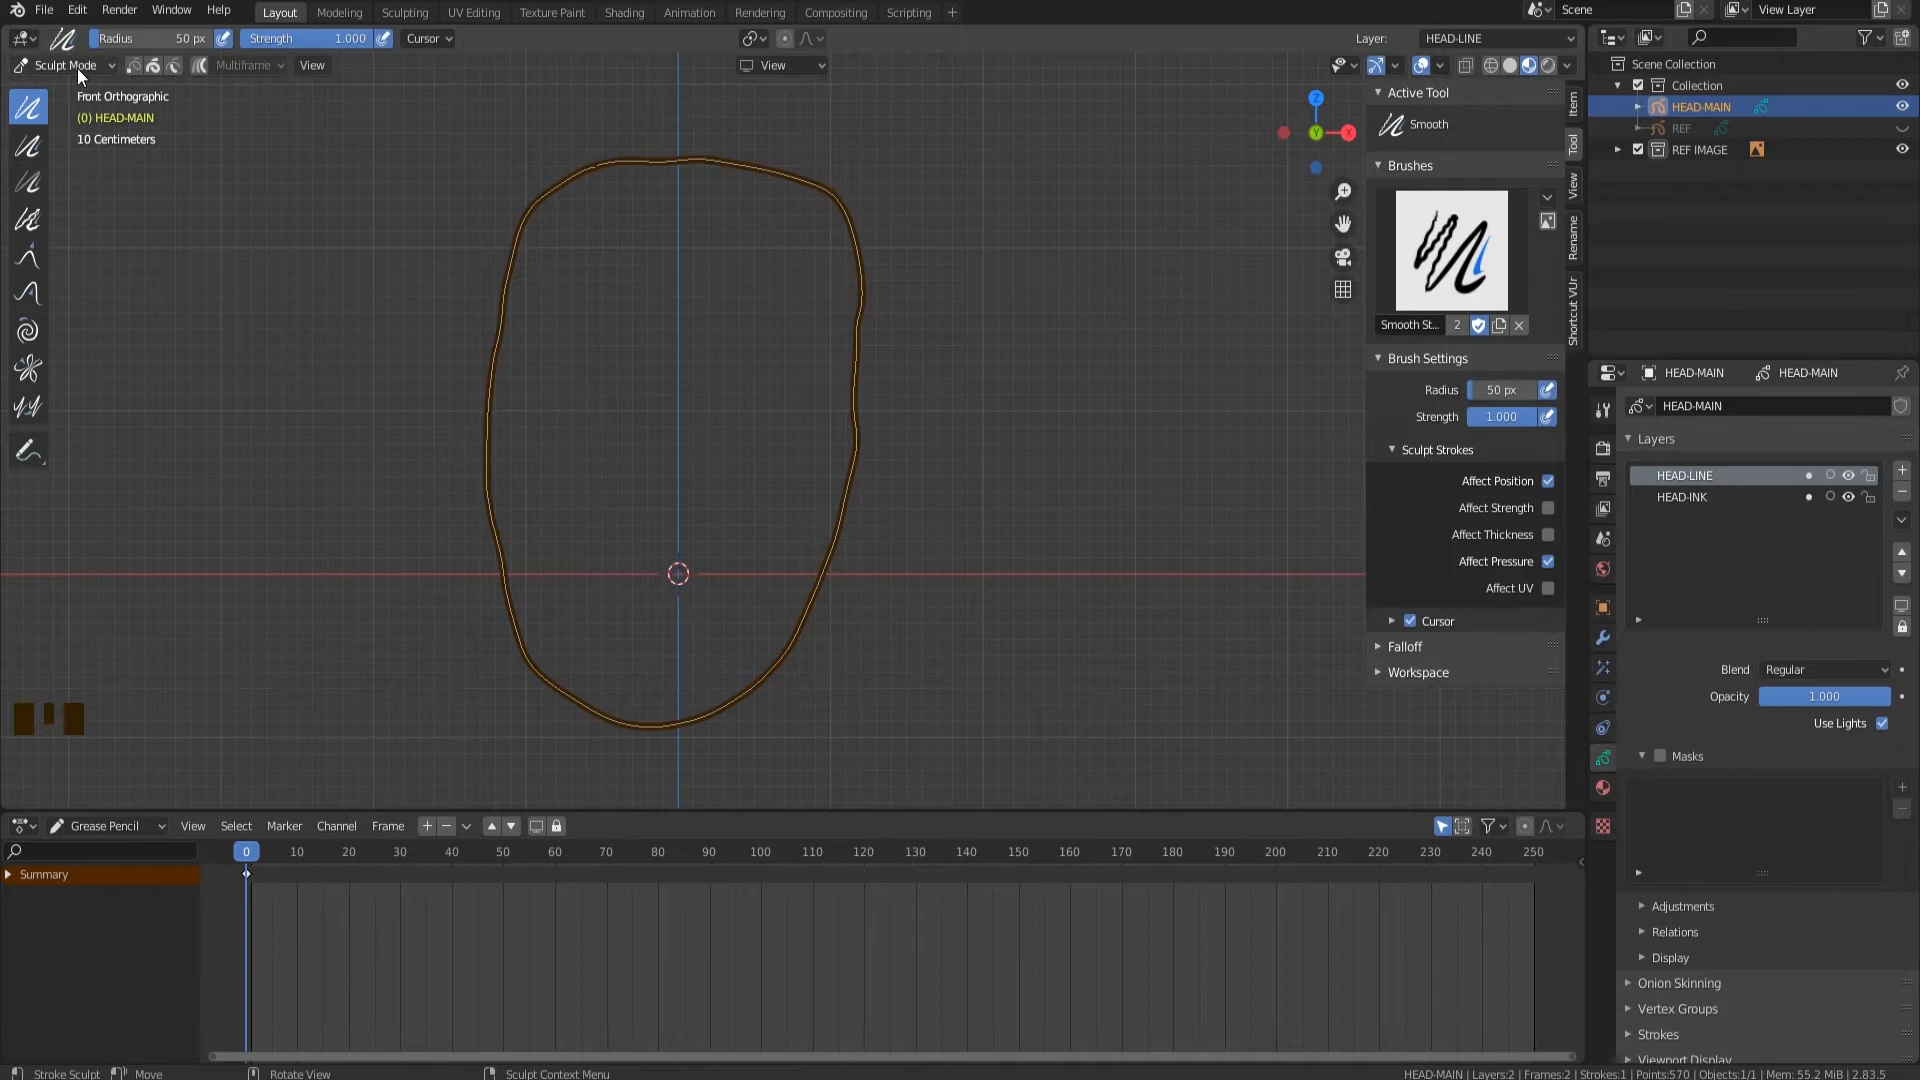 File Edit Render Window Help Layout Modeling Sculpting UV Editing Texture Paint Shading Animation Rendering Compositing Scripting + Scene View Layer
Radius 50 px Strength 1.000 Cursor Layer: HEAD-LINE
Sculpt Mode Multiframe View View
Front Orthographic
(0) HEAD-MAIN
10 Centimeters
Z
Y
X
Active Tool
Smooth
Brushes
Smooth St... 2
Brush Settings
Radius 50 px
Strength 1.000
Sculpt Strokes
Affect Position
Affect Strength
Affect Thickness
Affect Pressure
Affect UV
Cursor
Falloff
Workspace
Item
Tool
View
Rename
Shortcut VUr
Scene Collection
Collection
HEAD-MAIN
REF
REF IMAGE
HEAD-MAIN HEAD-MAIN
HEAD-MAIN
Layers
HEAD-LINE
HEAD-INK
Blend Regular
Opacity 1.000
Use Lights
Masks
Adjustments
Relations
Display
Onion Skinning
Vertex Groups
Strokes
Viewport Display
Grease Pencil View Select Marker Channel Frame
0 10 20 30 40 50 60 70 80 90 100 110 120 130 140 150 160 170 180 190 200 210 220 230 240 250
Summary
Stroke Sculpt Move Rotate View Sculpt Context Menu HEAD-MAIN | Layers:2 | Frames:2 | Strokes:1 | Points:570 | Objects:1/1 | Mem: 55.2 MiB | 2.83.5